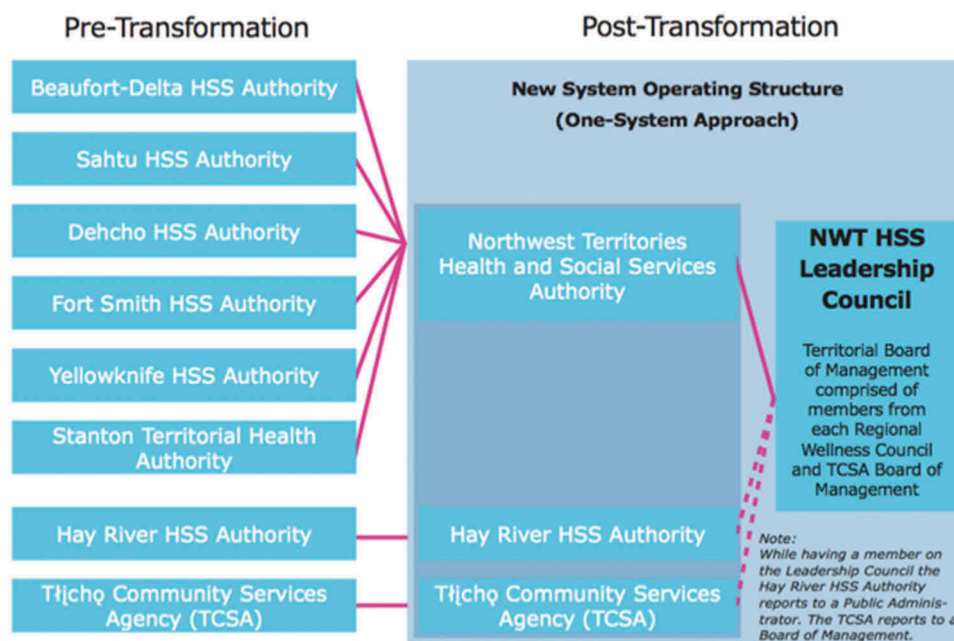 Pre-Transformation
Beaufort-Delta HSS Authority
Sahtu HSS Authority
Dehcho HSS Authority
Fort Smith HSS Authority
Yellowknife HSS Authority
Stanton Territorial Health
Authority
Hay River HSS Authority
Tłı̨chǫ Community Services
Agency (TCSA)
Post-Transformation
New System Operating Structure
(One-System Approach)
Northwest Territories
Health and Social Services
Authority
Hay River HSS Authority
Tłı̨chǫ Community Services
Agency (TCSA)
NWT HSS
Leadership
Council
Territorial Board
of Management
comprised of
members from
each Regional
Wellness Council
and TCSA Board of
Management
Note:
While having a member on
the Leadership Council the
Hay River HSS Authority
reports to a Public Adminis-
trator. The TCSA reports to a
Board of Management.